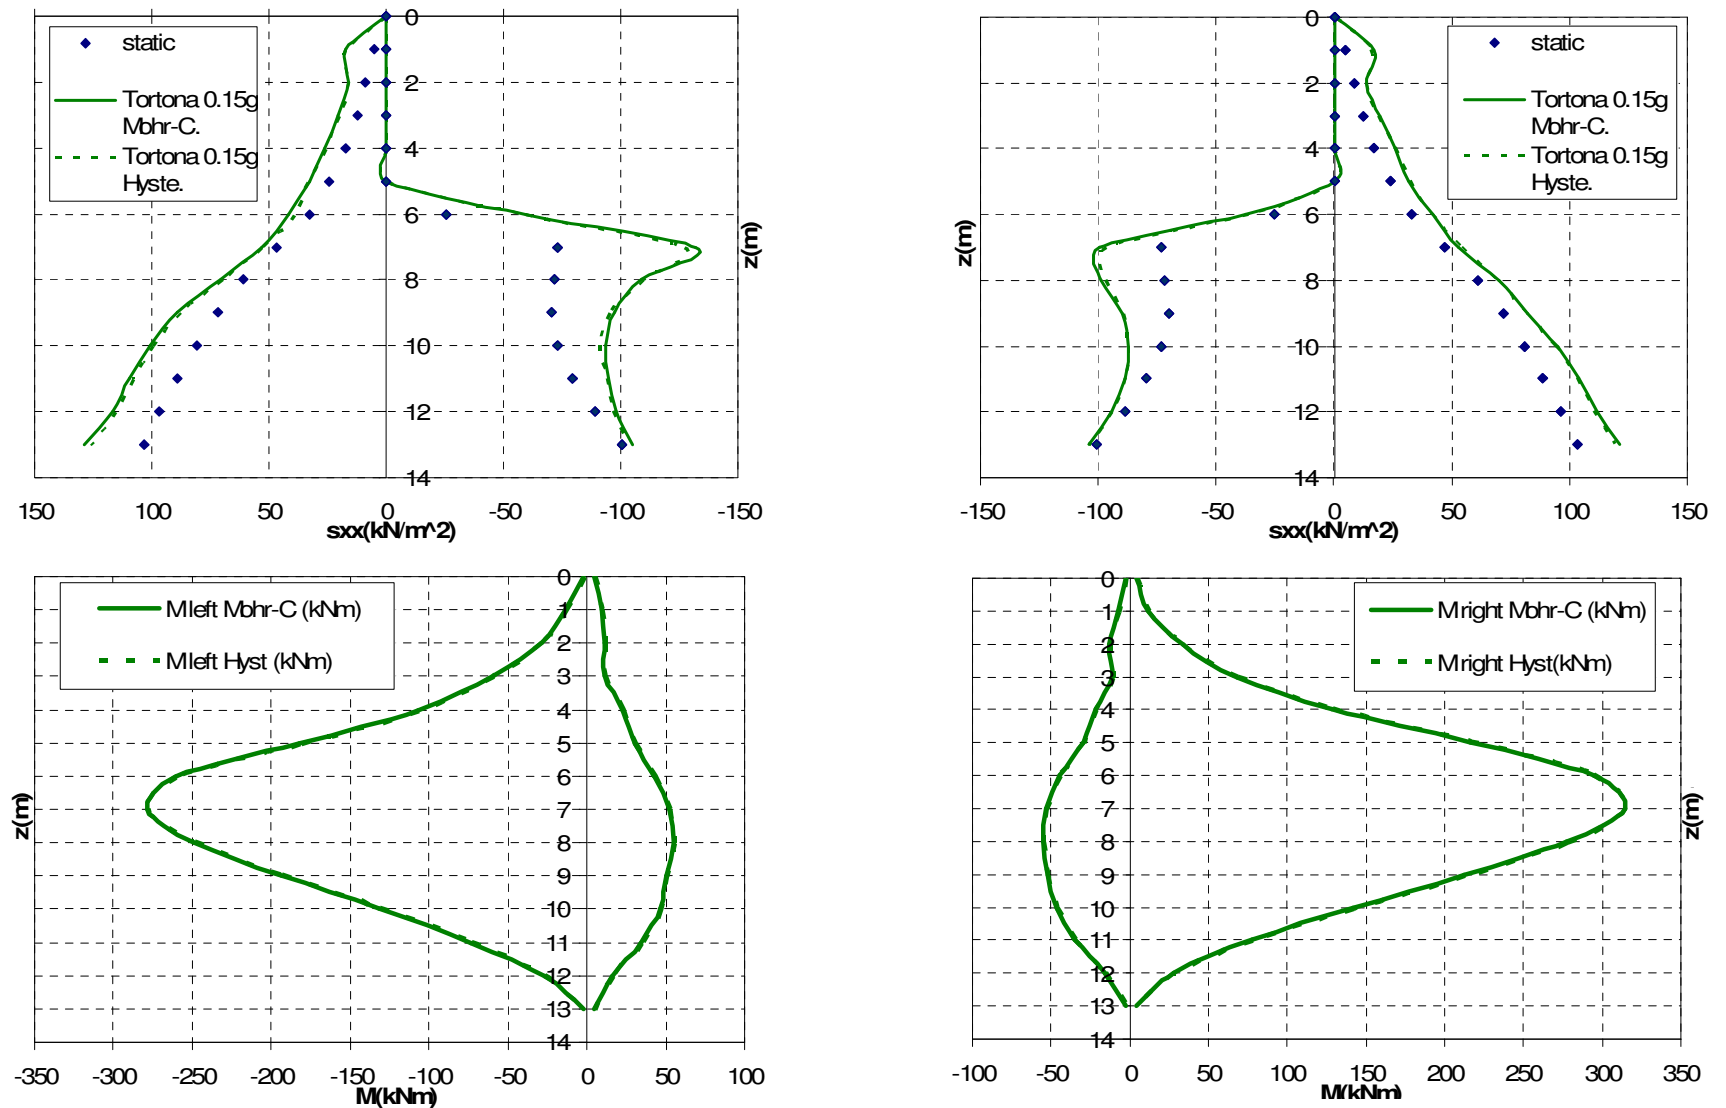 static
Tortona 0.15g
Mohr-C.
Tortona 0.15g
Hyste.
0
2
4
6
8
10
12
14
z(m)
150 100 50 0 -50 -100 -150
sxx(kN/m^2)
static
Tortona 0.15g
Mohr-C.
Tortona 0.15g
Hyste.
0
2
4
6
8
10
12
14
z(m)
-150 -100 -50 0 50 100 150
sxx(kN/m^2)
M left Mohr-C (kNm)
M left Hyst (kNm)
0
1
2
3
4
5
6
7
8
9
10
11
12
13
14
z(m)
-350 -300 -250 -200 -150 -100 -50 0 50 100
M(kNm)
M right Mohr-C (kNm)
M right Hyst(kNm)
0
1
2
3
4
5
6
7
8
9
10
11
12
13
14
z(m)
-100 -50 0 50 100 150 200 250 300 350
M(kNm)